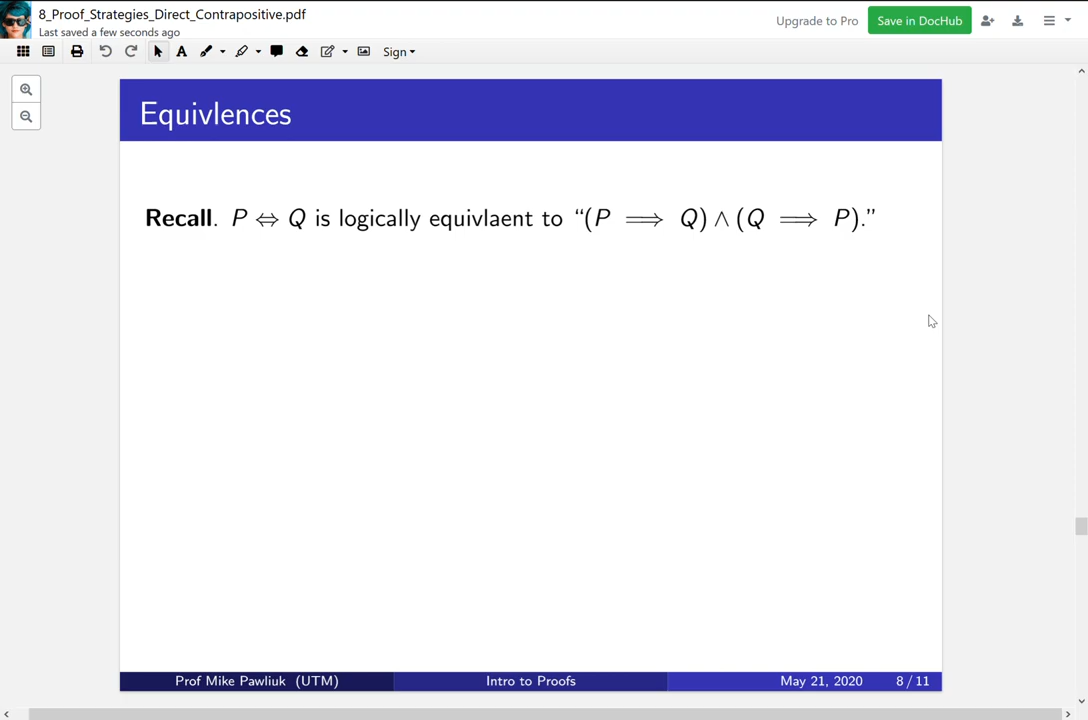 8_Proof_Strategies_Direct_Contrapositive.pdf
Last saved a few seconds ago
Upgrade to Pro
Save in DocHub
A
Sign
Equivlences
Recall. P ⇔ Q is logically equivlaent to “(P ⟹ Q) ∧ (Q ⟹ P).”
Prof Mike Pawliuk (UTM)
Intro to Proofs
May 21, 2020
8 / 11